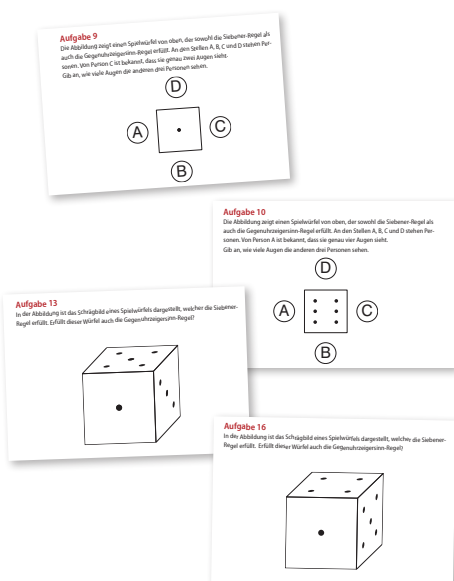 Aufgabe 9
Die Abbildung zeigt einen Spielwürfel von oben, der sowohl die Siebener-Regel als
auch die Gegenuhrzeigersinn-Regel erfüllt. An den Stellen A, B, C und D stehen Per-
sonen. Von Person C ist bekannt, dass sie genau zwei Augen sieht.
Gib an, wie viele Augen die anderen drei Personen sehen.
D
A
C
B
Aufgabe 10
Die Abbildung zeigt einen Spielwürfel von oben, der sowohl die Siebener-Regel als
auch die Gegenuhrzeigersinn-Regel erfüllt. An den Stellen A, B, C und D stehen Per-
sonen. Von Person A ist bekannt, dass sie genau vier Augen sieht.
Gib an, wie viele Augen die anderen drei Personen sehen.
D
A
C
B
Aufgabe 13
In der Abbildung ist das Schrägbild eines Spielwürfels dargestellt, welcher die Siebener-
Regel erfüllt. Erfüllt dieser Würfel auch die Gegenuhrzeigersinn-Regel?
Aufgabe 16
In der Abbildung ist das Schrägbild eines Spielwürfels dargestellt, welcher die Siebener-
Regel erfüllt. Erfüllt dieser Würfel auch die Gegenuhrzeigersinn-Regel?